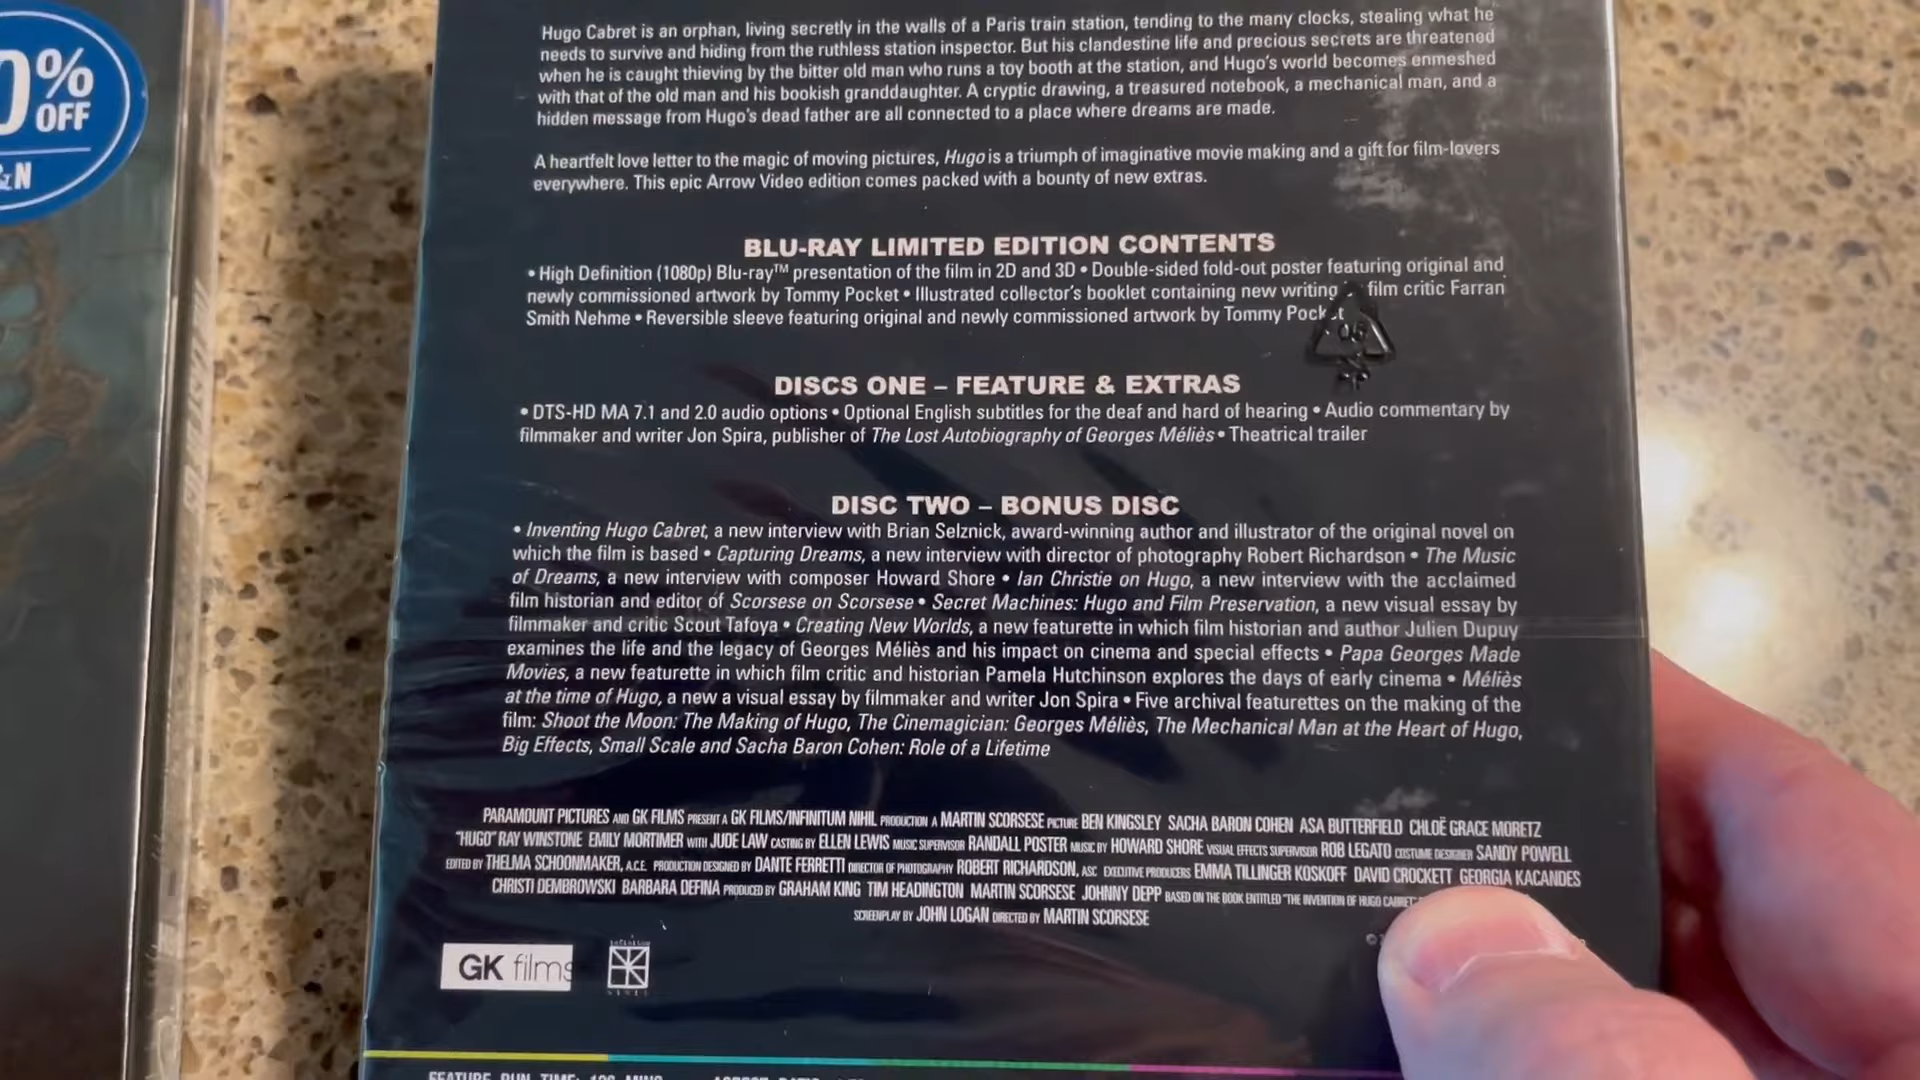 0%
OFF
&N
Hugo Cabret is an orphan, living secretly in the walls of a Paris train station, tending to the many clocks, stealing what he
needs to survive and hiding from the ruthless station inspector. But his clandestine life and precious secrets are threatened
when he is caught thieving by the bitter old man who runs a toy booth at the station, and Hugo's world becomes enmeshed
with that of the old man and his bookish granddaughter. A cryptic drawing, a treasured notebook, a mechanical man, and a
hidden message from Hugo's dead father are all connected to a place where dreams are made.
A heartfelt love letter to the magic of moving pictures, Hugo is a triumph of imaginative movie making and a gift for film-lovers
everywhere. This epic Arrow Video edition comes packed with a bounty of new extras.
BLU-RAY LIMITED EDITION CONTENTS
• High Definition (1080p) Blu-ray™ presentation of the film in 2D and 3D • Double-sided fold-out poster featuring original and
newly commissioned artwork by Tommy Pocket • Illustrated collector's booklet containing new writing film critic Farran
Smith Nehme • Reversible sleeve featuring original and newly commissioned artwork by Tommy Pocket
DISCS ONE – FEATURE & EXTRAS
• DTS-HD MA 7.1 and 2.0 audio options • Optional English subtitles for the deaf and hard of hearing • Audio commentary by
filmmaker and writer Jon Spira, publisher of The Lost Autobiography of Georges Méliès • Theatrical trailer
DISC TWO – BONUS DISC
• Inventing Hugo Cabret, a new interview with Brian Selznick, award-winning author and illustrator of the original novel on
which the film is based • Capturing Dreams, a new interview with director of photography Robert Richardson • The Music
of Dreams, a new interview with composer Howard Shore • Ian Christie on Hugo, a new interview with the acclaimed
film historian and editor of Scorsese on Scorsese • Secret Machines: Hugo and Film Preservation, a new visual essay by
filmmaker and critic Scout Tafoya • Creating New Worlds, a new featurette in which film historian and author Julien Dupuy
examines the life and the legacy of Georges Méliès and his impact on cinema and special effects • Papa Georges Made
Movies, a new featurette in which film critic and historian Pamela Hutchinson explores the days of early cinema • Méliès
at the time of Hugo, a new a visual essay by filmmaker and writer Jon Spira • Five archival featurettes on the making of the
film: Shoot the Moon: The Making of Hugo, The Cinemagician: Georges Méliès, The Mechanical Man at the Heart of Hugo,
Big Effects, Small Scale and Sacha Baron Cohen: Role of a Lifetime
PARAMOUNT PICTURES AND GK FILMS PRESENT A GK FILMS/INFINITUM NIHIL PRODUCTION A MARTIN SCORSESE PICTURE BEN KINGSLEY SACHA BARON COHEN ASA BUTTERFIELD CHLOË GRACE MORETZ
"HUGO" RAY WINSTONE EMILY MORTIMER WITH JUDE LAW CASTING BY ELLEN LEWIS MUSIC SUPERVISOR RANDALL POSTER MUSIC BY HOWARD SHORE VISUAL EFFECTS SUPERVISOR ROB LEGATO COSTUME DESIGNER SANDY POWELL
EDITED BY THELMA SCHOONMAKER, A.C.E. PRODUCTION DESIGNED BY DANTE FERRETTI DIRECTOR OF PHOTOGRAPHY ROBERT RICHARDSON, ASC EXECUTIVE PRODUCERS EMMA TILLINGER KOSKOFF DAVID CROCKETT GEORGIA KACANDES
CHRISTI DEMBROWSKI BARBARA DEFINA PRODUCED BY GRAHAM KING TIM HEADINGTON MARTIN SCORSESE JOHNNY DEPP BASED ON THE BOOK ENTITLED "THE INVENTION OF HUGO CABRET"
SCREENPLAY BY JOHN LOGAN DIRECTED BY MARTIN SCORSESE
GK films
FEATURE RUN TIME: